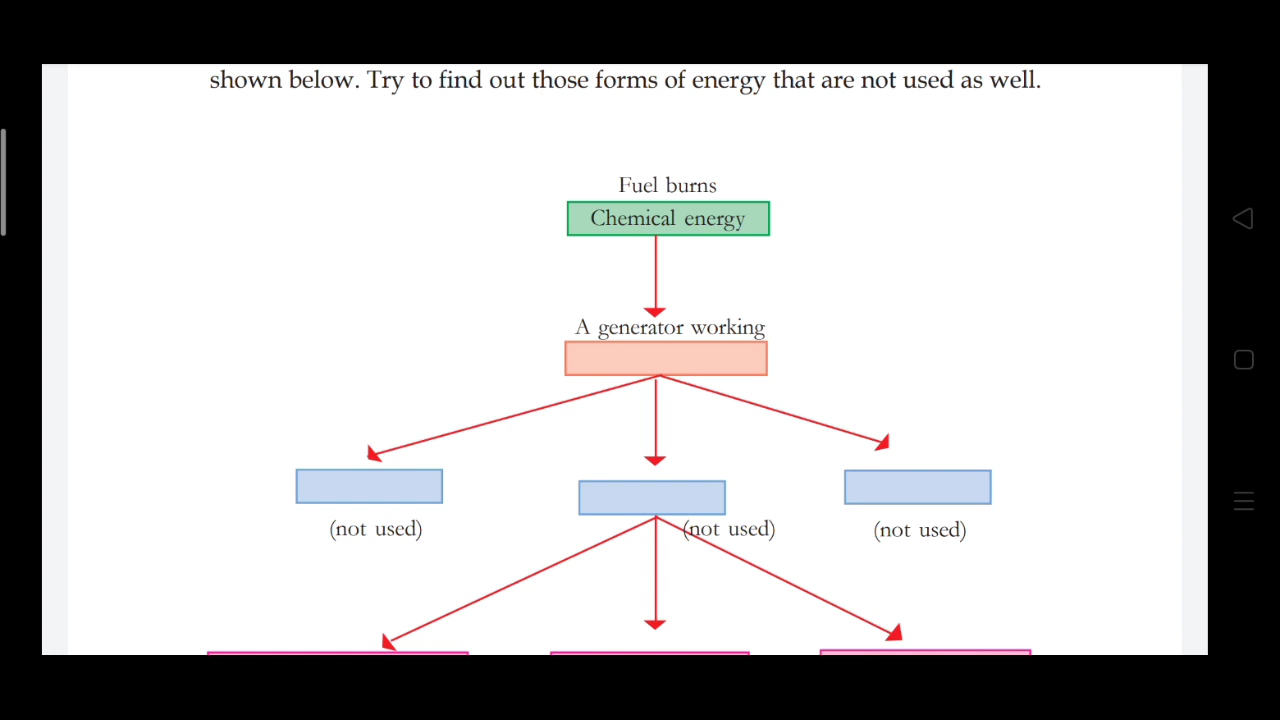 shown below. Try to find out those forms of energy that are not used as well.
Fuel burns
Chemical energy
A generator working
(not used)
(not used)
(not used)